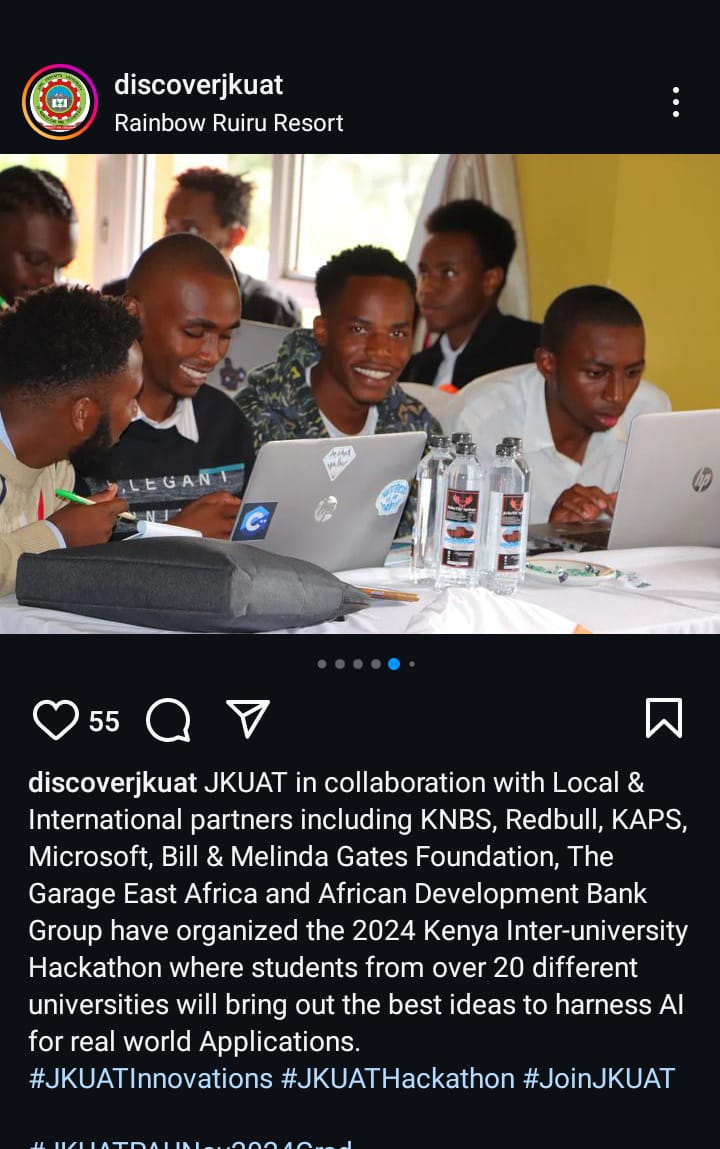 discoverjkuat
Rainbow Ruiru Resort
ELEGANT
hp
C++
hp
55
discoverjkuat JKUAT in collaboration with Local &
International partners including KNBS, Redbull, KAPS,
Microsoft, Bill & Melinda Gates Foundation, The
Garage East Africa and African Development Bank
Group have organized the 2024 Kenya Inter-university
Hackathon where students from over 20 different
universities will bring out the best ideas to harness AI
for real world Applications.
#JKUATInnovations #JKUATHackathon #JoinJKUAT